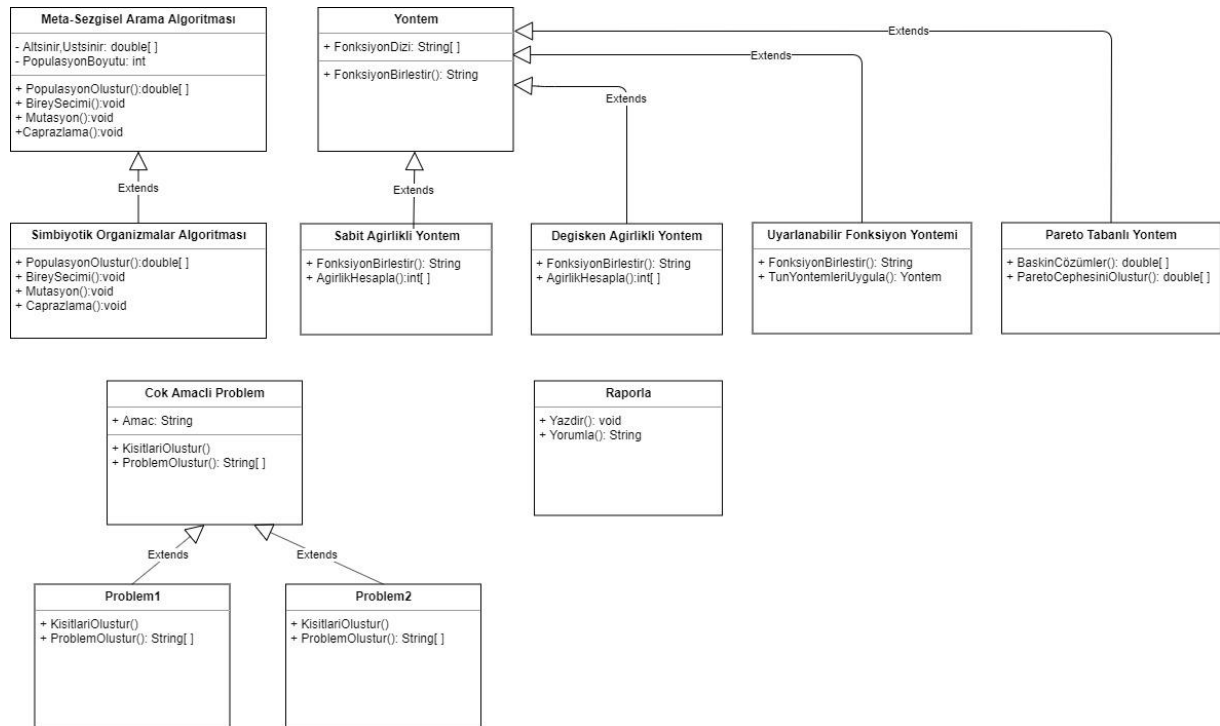 Meta-Sezgisel Arama Algoritması
- Altsinir,Ustsinir: double[ ]
- PopulasyonBoyutu: int
+ PopulasyonOlustur():double[ ]
+ BireySecimi():void
+ Mutasyon():void
+Caprazlama():void
Yontem
+ FonksiyonDizi: String[ ]
+ FonksiyonBirlestir(): String
Extends
Extends
Extends
Extends
Extends
Simbiyotik Organizmalar Algoritması
+ PopulasyonOlustur():double[ ]
+ BireySecimi():void
+ Mutasyon():void
+ Caprazlama():void
Sabit Agirlikli Yontem
+ FonksiyonBirlestir(): String
+ AgirlikHesapla():int[ ]
Degisken Agirlikli Yontem
+ FonksiyonBirlestir(): String
+ AgirlikHesapla():int[ ]
Uyarlanabilir Fonksiyon Yontemi
+ FonksiyonBirlestir(): String
+ TunYontemleriUygula(): Yontem
Pareto Tabanlı Yontem
+ BaskinCözümler(): double[ ]
+ ParetoCephesiniOlustur(): double[ ]
Cok Amacli Problem
+ Amac: String
+ KisitlariOlustur()
+ ProblemOlustur(): String[ ]
Raporla
+ Yazdir(): void
+ Yorumla(): String
Extends
Extends
Problem1
+ KisitlariOlustur()
+ ProblemOlustur(): String[ ]
Problem2
+ KisitlariOlustur()
+ ProblemOlustur(): String[ ]